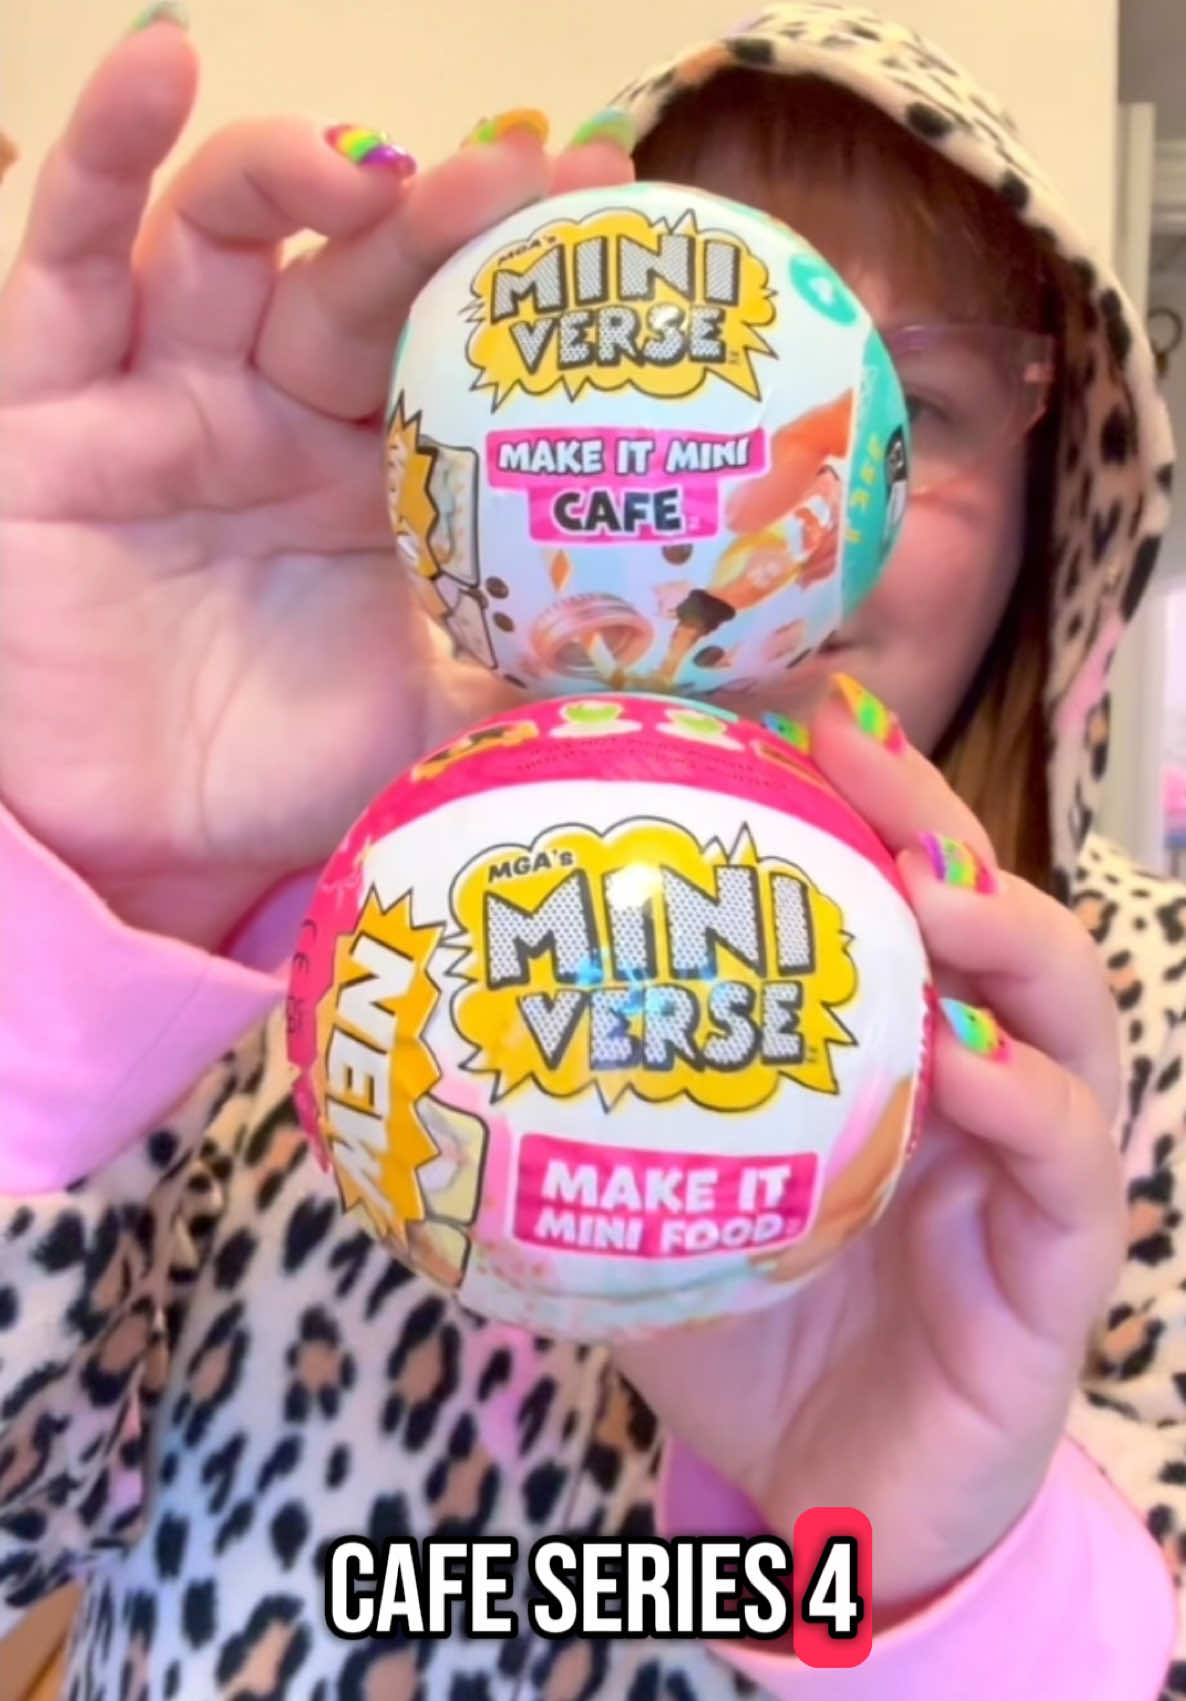 MGA's
MINI
VERSE
MAKE IT MINI
CAFE
MGA's
MINI
VERSE
NEW
MAKE IT
MINI FOOD
CAFE SERIES 4